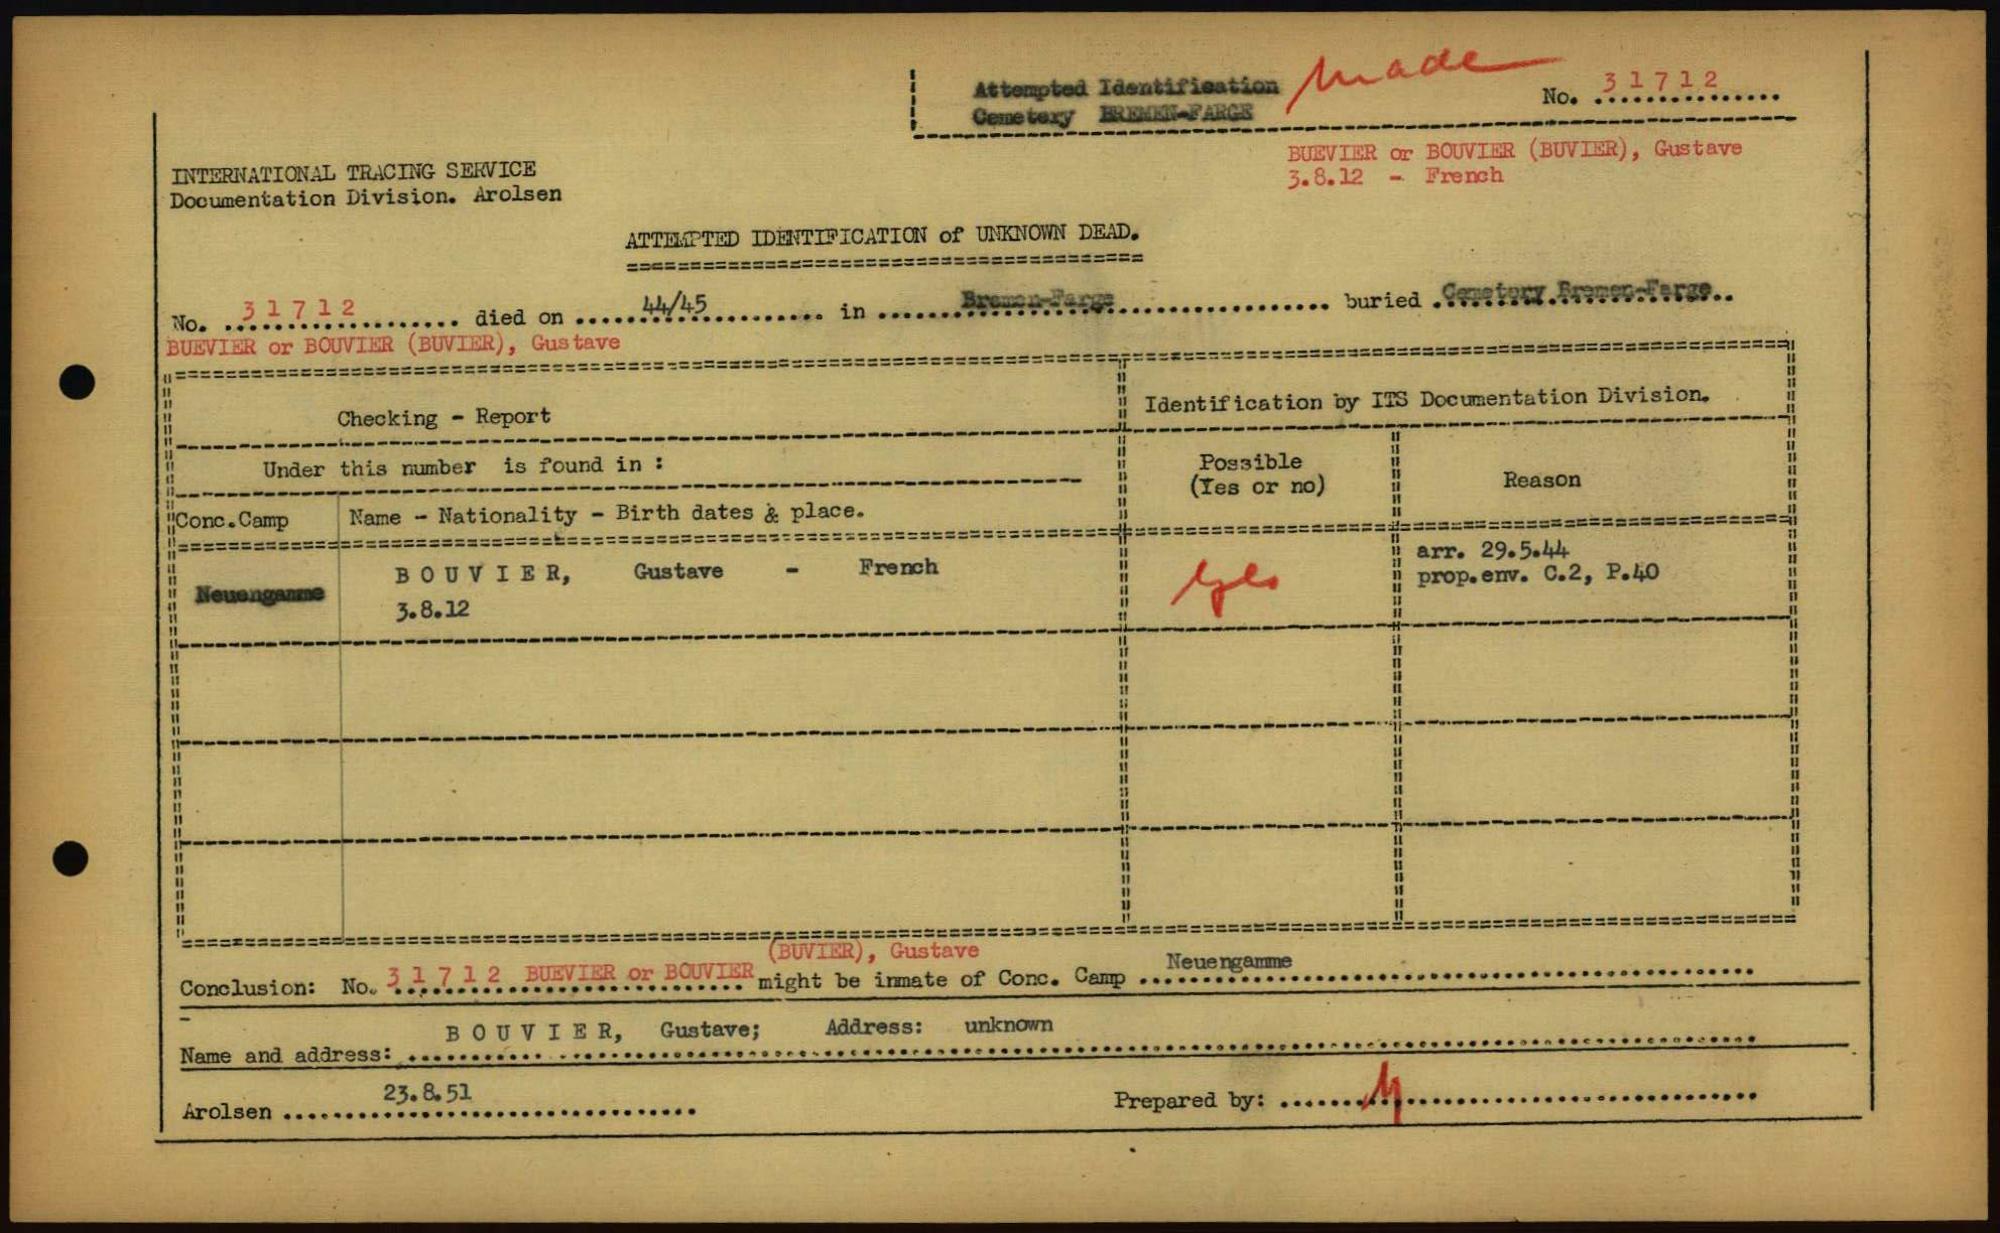 Attempted Identification made
Cemetery BREMEN-FARGE
No. 31712
BUEVIER or BOUVIER (BUVIER), Gustave
3.8.12 - French
INTERNATIONAL TRACING SERVICE
Documentation Division. Arolsen
ATTEMPTED IDENTIFICATION of UNKNOWN DEAD.
No. 31712 died on 44/45 in Bremen-Farge buried Cemetery Bremen-Farge
BUEVIER or BOUVIER (BUVIER), Gustave
Checking - Report
Identification by ITS Documentation Division.
Under this number is found in :
Possible
(Yes or no)
Reason
Conc.Camp
Name - Nationality - Birth dates & place.
Neuengamme
BOUVIER, Gustave - French
3.8.12
yes
arr. 29.5.44
prop.env. C.2, P.40
(BUVIER), Gustave
Conclusion: No. 31712 BUEVIER or BOUVIER might be inmate of Conc. Camp Neuengamme
BOUVIER, Gustave; Address: unknown
Name and address:
Arolsen 23.8.51
Prepared by: